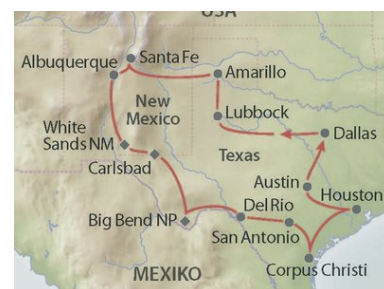 USA
Santa Fe
Albuquerque
Amarillo
New
Mexico
Lubbock
White
Sands NM
Dallas
Carlsbad
Texas
Austin
Houston
Del Rio
Big Bend NP
San Antonio
MEXIKO
Corpus Christi